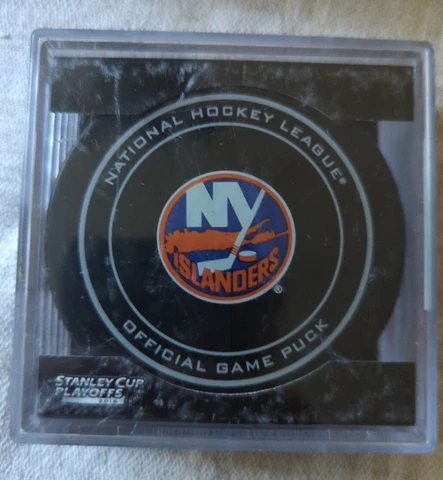 NATIONAL HOCKEY LEAGUE®
NY
ISLANDERS
®
OFFICIAL GAME PUCK
STANLEY CUP
PLAYOFFS